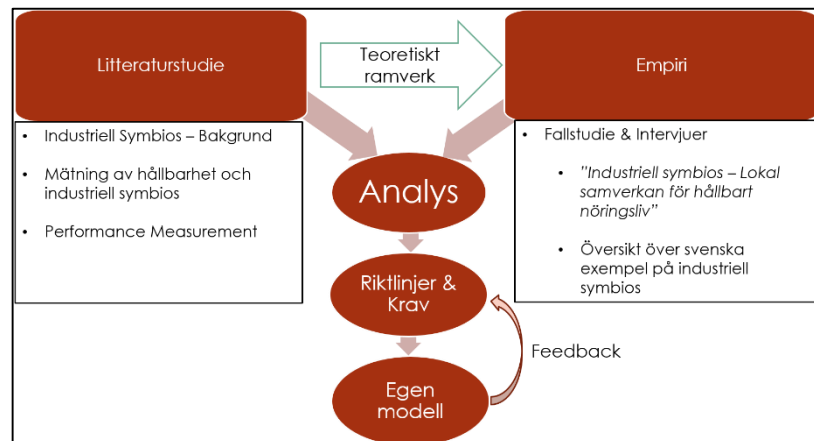 Litteraturstudie
Teoretiskt
ramverk
Empiri
• Industriell Symbios – Bakgrund
• Mätning av hållbarhet och
industriell symbios
• Performance Measurement
• Fallstudie & Intervjuer
• ”Industriell symbios – Lokal
samverkan för hållbart
nöringsliv”
• Översikt över svenska
exempel på industriell
symbios
Analys
Riktlinjer &
Krav
Feedback
Egen
modell